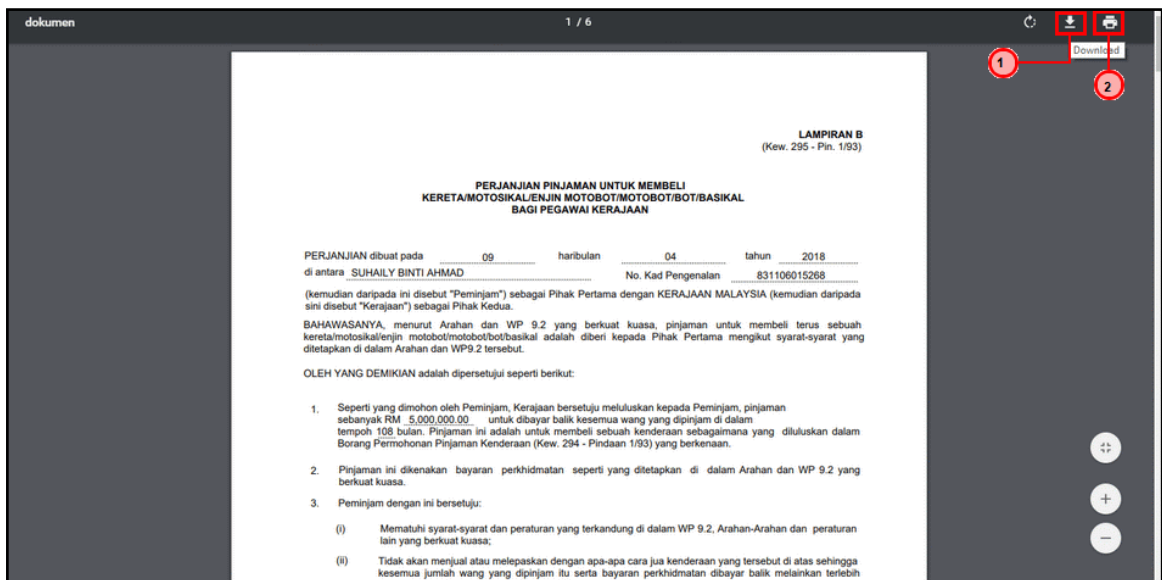 dokumen
1 / 6
Download
1
2
LAMPIRAN B
(Kew. 295 - Pin. 1/93)
PERJANJIAN PINJAMAN UNTUK MEMBELI
KERETA/MOTOSIKAL/ENJIN MOTOBOT/MOTOBOT/BOT/BASIKAL
BAGI PEGAWAI KERAJAAN
PERJANJIAN dibuat pada 09 haribulan 04 tahun 2018
di antara SUHAILY BINTI AHMAD No. Kad Pengenalan 831106015268
(kemudian daripada ini disebut "Peminjam") sebagai Pihak Pertama dengan KERAJAAN MALAYSIA (kemudian daripada
sini disebut "Kerajaan") sebagai Pihak Kedua.
BAHAWASANYA, menurut Arahan dan WP 9.2 yang berkuat kuasa, pinjaman untuk membeli terus sebuah
kereta/motosikal/enjin motobot/motobot/bot/basikal adalah diberi kepada Pihak Pertama mengikut syarat-syarat yang
ditetapkan di dalam Arahan dan WP9.2 tersebut.
OLEH YANG DEMIKIAN adalah dipersetujui seperti berikut:
1. Seperti yang dimohon oleh Peminjam, Kerajaan bersetuju meluluskan kepada Peminjam, pinjaman
sebanyak RM 5,000,000.00 untuk dibayar balik kesemua wang yang dipinjam di dalam
tempoh 108 bulan. Pinjaman ini adalah untuk membeli sebuah kenderaan sebagaimana yang diluluskan dalam
Borang Permohonan Pinjaman Kenderaan (Kew. 294 - Pindaan 1/93) yang berkenaan.
2. Pinjaman ini dikenakan bayaran perkhidmatan seperti yang ditetapkan di dalam Arahan dan WP 9.2 yang
berkuat kuasa.
3. Peminjam dengan ini bersetuju:
(i) Mematuhi syarat-syarat dan peraturan yang terkandung di dalam WP 9.2, Arahan-Arahan dan peraturan
lain yang berkuat kuasa;
(ii) Tidak akan menjual atau melepaskan dengan apa-apa cara jua kenderaan yang tersebut di atas sehingga
kesemua jumlah wang yang dipinjam itu serta bayaran perkhidmatan dibayar balik melainkan terlebih